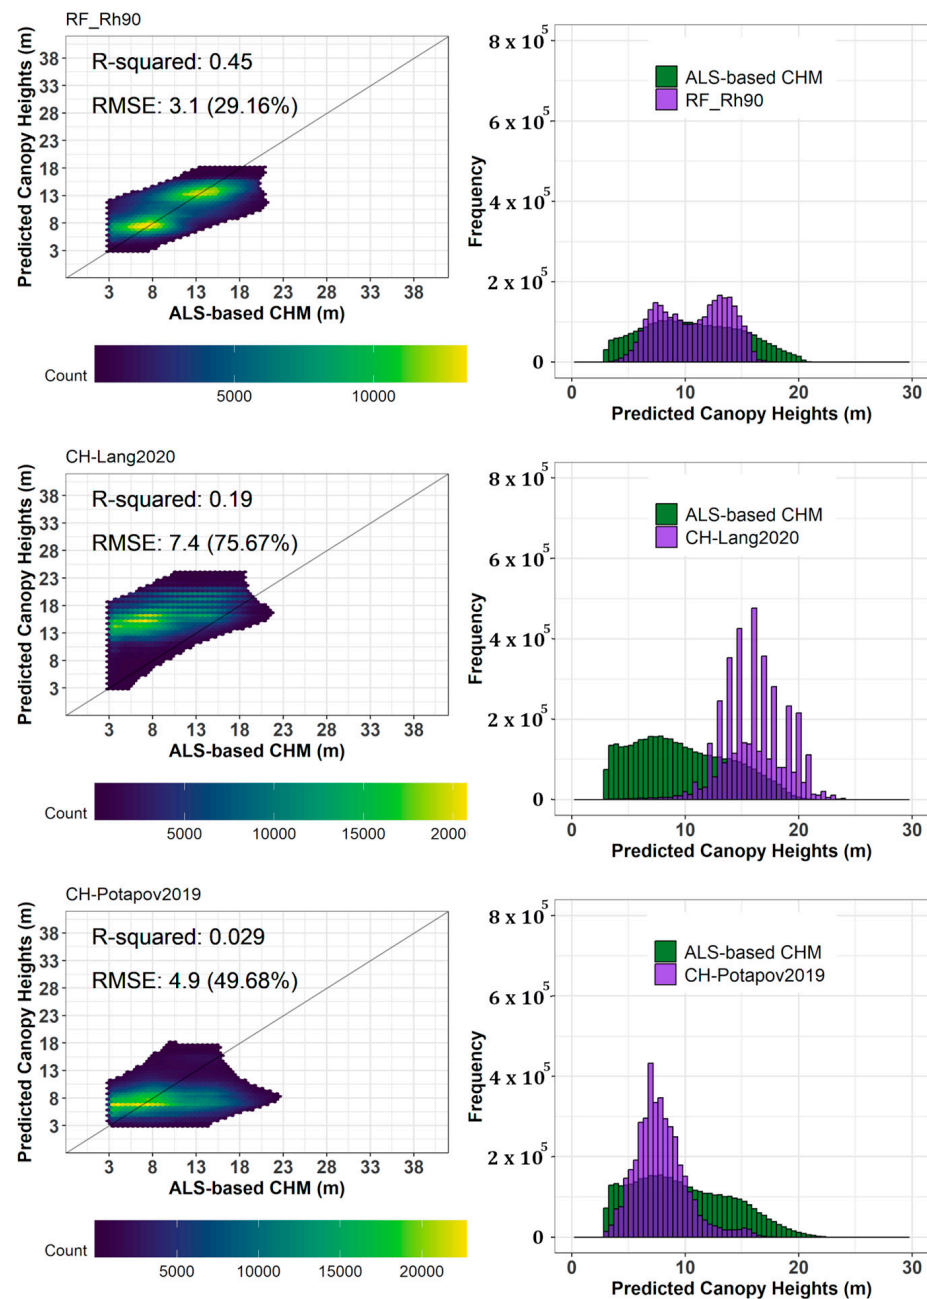 RF_Rh90
Predicted Canopy Heights (m)
38
33
28
23
18
13
8
3
R-squared: 0.45
RMSE: 3.1 (29.16%)
3 8 13 18 23 28 33 38
ALS-based CHM (m)
Count
5000 10000
Frequency
8 x 10^5
6 x 10^5
4 x 10^5
2 x 10^5
0
ALS-based CHM
RF_Rh90
0 10 20 30
Predicted Canopy Heights (m)
CH-Lang2020
Predicted Canopy Heights (m)
38
33
28
23
18
13
8
3
R-squared: 0.19
RMSE: 7.4 (75.67%)
3 8 13 18 23 28 33 38
ALS-based CHM (m)
Count
5000 10000 15000 2000
Frequency
8 x 10^5
6 x 10^5
4 x 10^5
2 x 10^5
0
ALS-based CHM
CH-Lang2020
0 10 20 30
Predicted Canopy Heights (m)
CH-Potapov2019
Predicted Canopy Heights (m)
38
33
28
23
18
13
8
3
R-squared: 0.029
RMSE: 4.9 (49.68%)
3 8 13 18 23 28 33 38
ALS-based CHM (m)
Count
5000 10000 15000 20000
Frequency
8 x 10^5
6 x 10^5
4 x 10^5
2 x 10^5
0
ALS-based CHM
CH-Potapov2019
0 10 20 30
Predicted Canopy Heights (m)